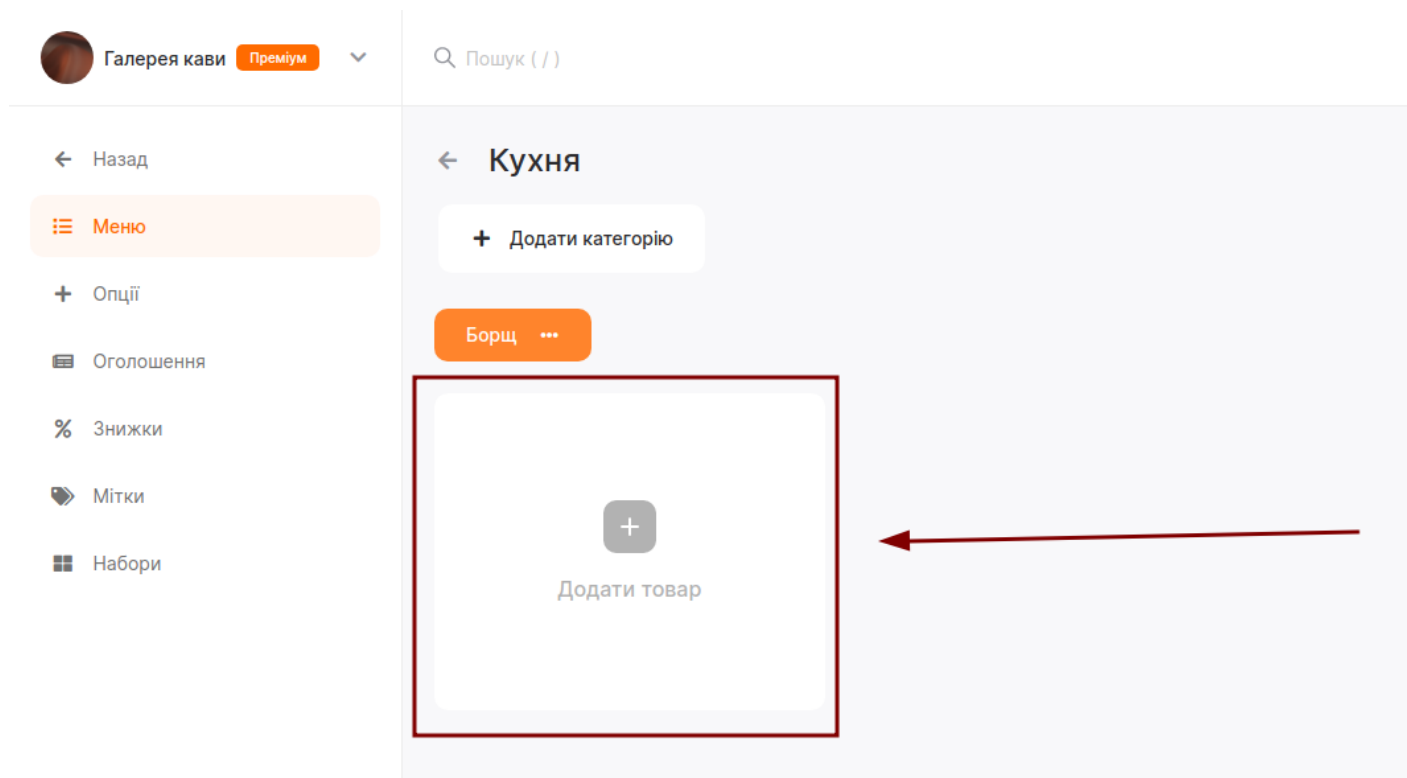 Галерея кави Преміум
Пошук ( / )
Назад
Меню
Опції
Оголошення
Знижки
Мітки
Набори
Кухня
Додати категорію
Борщ
Додати товар